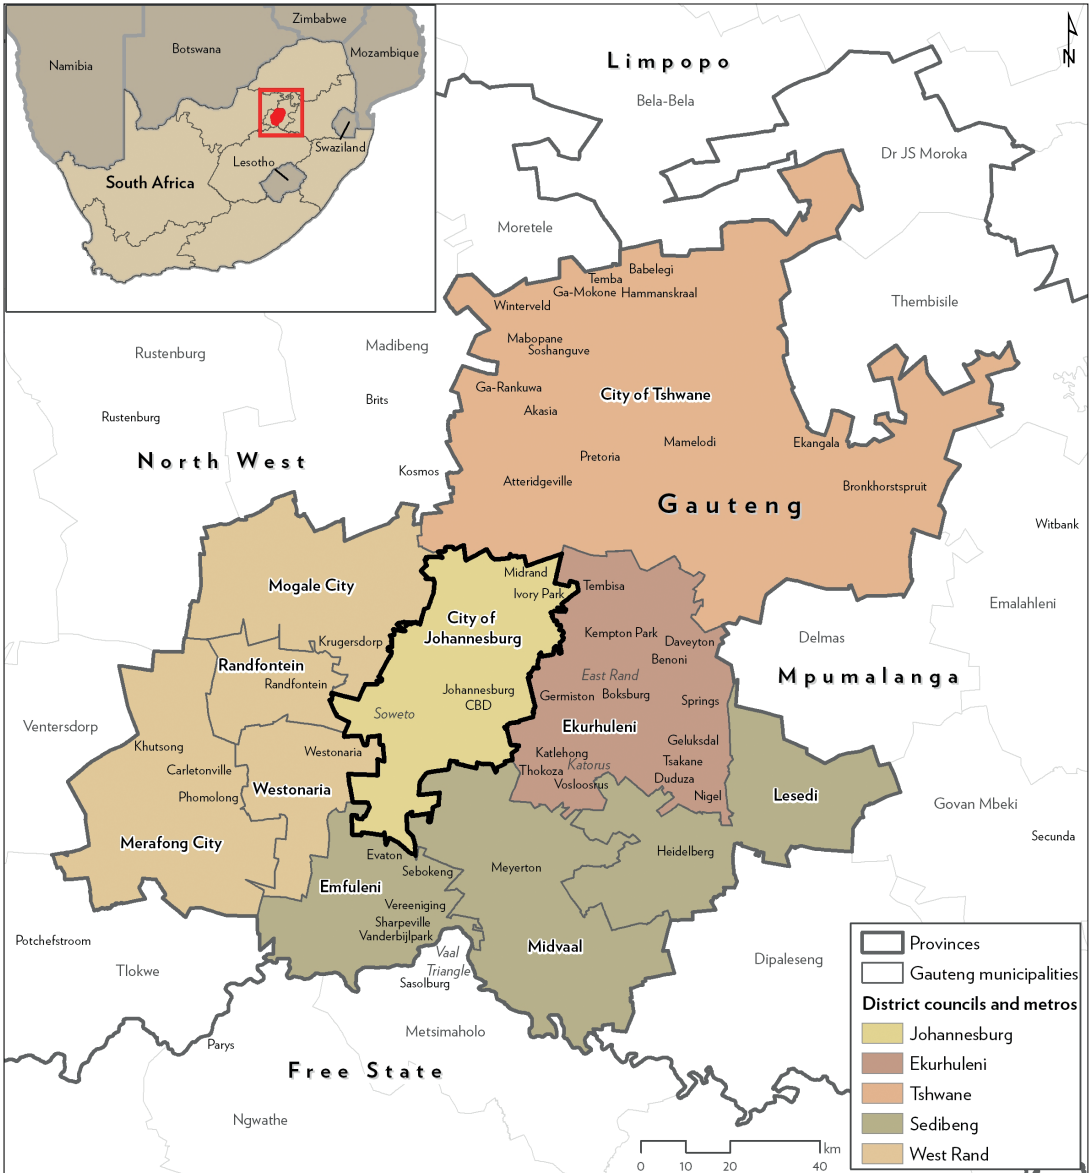 Zimbabwe
Botswana
Mozambique
Namibia
Swaziland
Lesotho
South Africa
N
Limpopo
Bela-Bela
Dr JS Moroka
Moretele
Thembisile
Babelegi
Temba
Ga-Mokone
Hammanskraal
Winterveld
Rustenburg
Madibeng
Mabopane
Soshanguve
Ga-Rankuwa
City of Tshwane
Brits
Akasia
Rustenburg
Mamelodi
Ekangala
North West
Pretoria
Kosmos
Atteridgeville
Bronkhorstspruit
Gauteng
Witbank
Midrand
Mogale City
Tembisa
Ivory Park
Emalahleni
City of
Johannesburg
Kempton Park
Daveyton
Delmas
Krugersdorp
Benoni
Randfontein
East Rand
Mpumalanga
Randfontein
Johannesburg
CBD
Germiston
Boksburg
Springs
Soweto
Ventersdorp
Ekurhuleni
Khutsong
Westonaria
Geluksdal
Katlehong
Tsakane
Carletonville
Thokoza
Katorus
Duduza
Vosloosrus
Westonaria
Phomolong
Nigel
Lesedi
Govan Mbeki
Secunda
Merafong City
Evaton
Heidelberg
Sebokeng
Meyerton
Emfuleni
Vereeniging
Sharpeville
Vanderbijlpark
Potchefstroom
Midvaal
Vaal
Triangle
Dipaleseng
Tlokwe
Sasolburg
Metsimaholo
Parys
Free State
Ngwathe
Provinces
Gauteng municipalities
District councils and metros
Johannesburg
Ekurhuleni
Tshwane
Sedibeng
West Rand
km
0 10 20 40